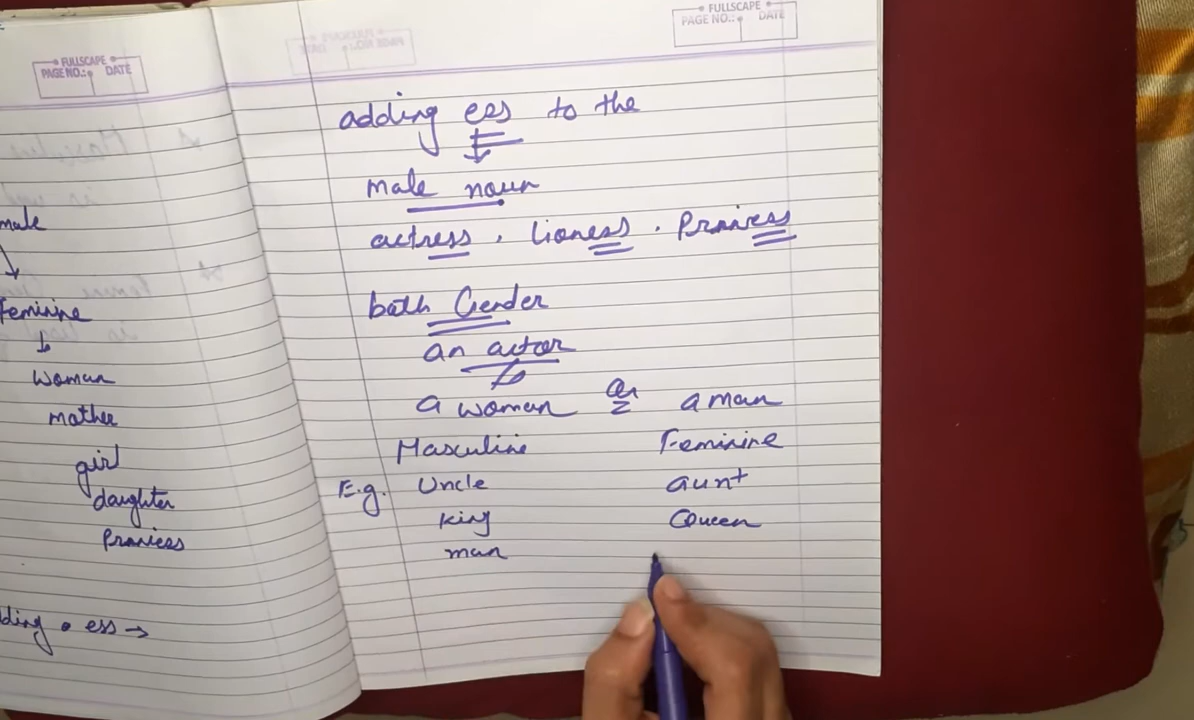 FULLSCAPE
PAGE NO.: DATE
male
Feminine
Woman
mother
girl
daughter
Princess
ding ess →
FULLSCAPE
PAGE NO.: DATE
adding ess to the
male noun
actress, Lioness, Princess
both Gender
an actor
a woman or a man
Masculine Feminine
E.g. Uncle aunt
king Queen
man